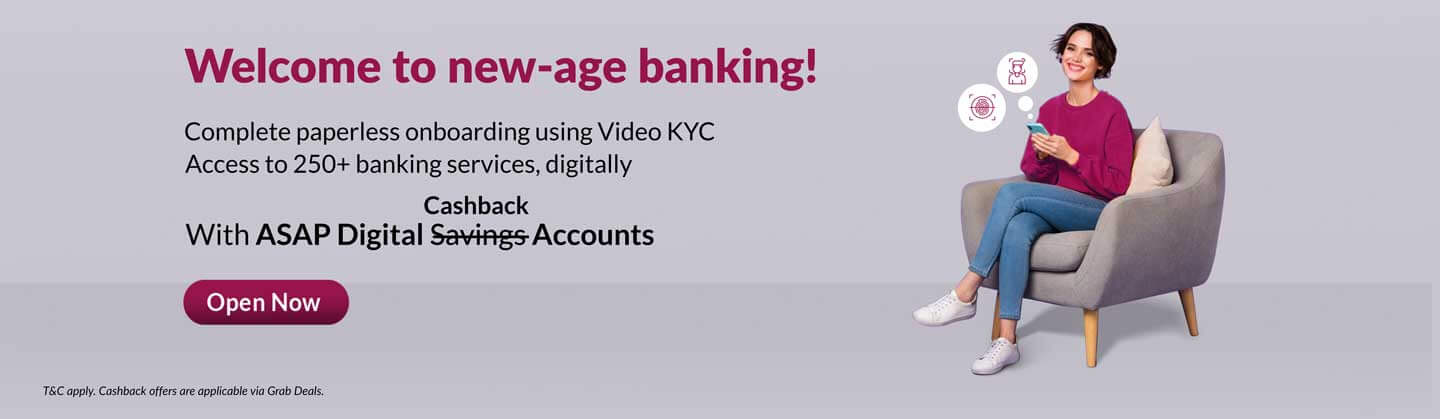 Welcome to new-age banking!
Complete paperless onboarding using Video KYC
Access to 250+ banking services, digitally
Cashback
With ASAP Digital Savings Accounts
Open Now
T&C apply. Cashback offers are applicable via Grab Deals.